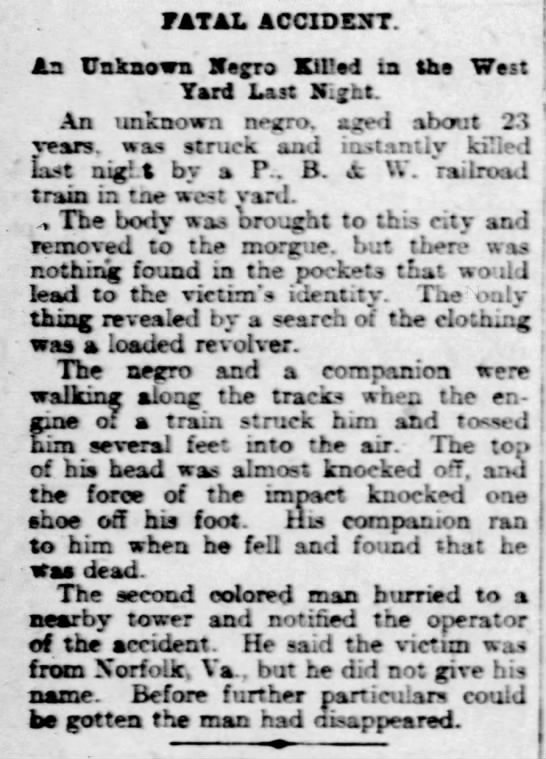 FATAL ACCIDENT.
An Unknown Negro Killed in the West
Yard Last Night.
An unknown negro, aged about 23
years, was struck and instantly killed
last night by a P., B. & W. railroad
train in the west yard.
The body was brought to this city and
removed to the morgue, but there was
nothing found in the pockets that would
lead to the victim's identity. The only
thing revealed by a search of the clothing
was a loaded revolver.
The negro and a companion were
walking along the tracks when the en-
gine of a train struck him and tossed
him several feet into the air. The top
of his head was almost knocked off, and
the force of the impact knocked one
shoe off his foot. His companion ran
to him when he fell and found that he
was dead.
The second colored man hurried to a
nearby tower and notified the operator
of the accident. He said the victim was
from Norfolk, Va., but he did not give his
name. Before further particulars could
be gotten the man had disappeared.